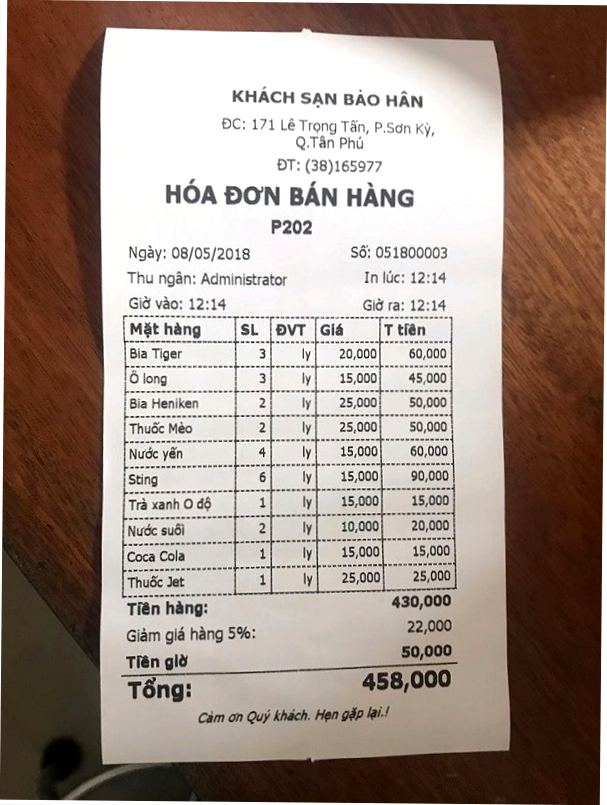 KHÁCH SẠN BẢO HÂN
ĐC: 171 Lê Trọng Tấn, P.Sơn Kỳ,
Q.Tân Phú
ĐT: (38)165977
HÓA ĐƠN BÁN HÀNG
P202
Ngày: 08/05/2018 Số: 051800003
Thu ngân: Administrator In lúc: 12:14
Giờ vào: 12:14 Giờ ra: 12:14
Mặt hàng SL ĐVT Giá T tiền
Bia Tiger 3 ly 20,000 60,000
Ô long 3 ly 15,000 45,000
Bia Heniken 2 ly 25,000 50,000
Thuốc Mèo 2 ly 25,000 50,000
Nước yến 4 ly 15,000 60,000
Sting 6 ly 15,000 90,000
Trà xanh O độ 1 ly 15,000 15,000
Nước suối 2 ly 10,000 20,000
Coca Cola 1 ly 15,000 15,000
Thuốc Jet 1 ly 25,000 25,000
Tiền hàng: 430,000
Giảm giá hàng 5%: 22,000
Tiền giờ 50,000
Tổng: 458,000
Cảm ơn Quý khách. Hẹn gặp lại.!